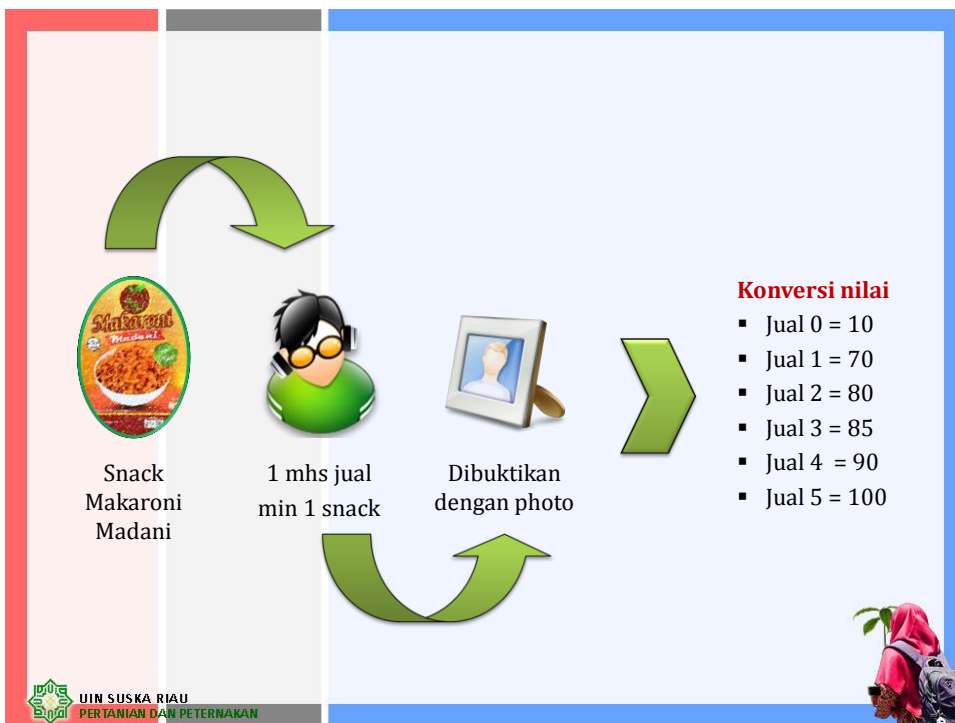 Makaroni
Madani
Snack
Makaroni
Madani
1 mhs jual
min 1 snack
Dibuktikan
dengan photo
Konversi nilai
▪ Jual 0 = 10
▪ Jual 1 = 70
▪ Jual 2 = 80
▪ Jual 3 = 85
▪ Jual 4 = 90
▪ Jual 5 = 100
UIN SUSKA RIAU
PERTANIAN DAN PETERNAKAN